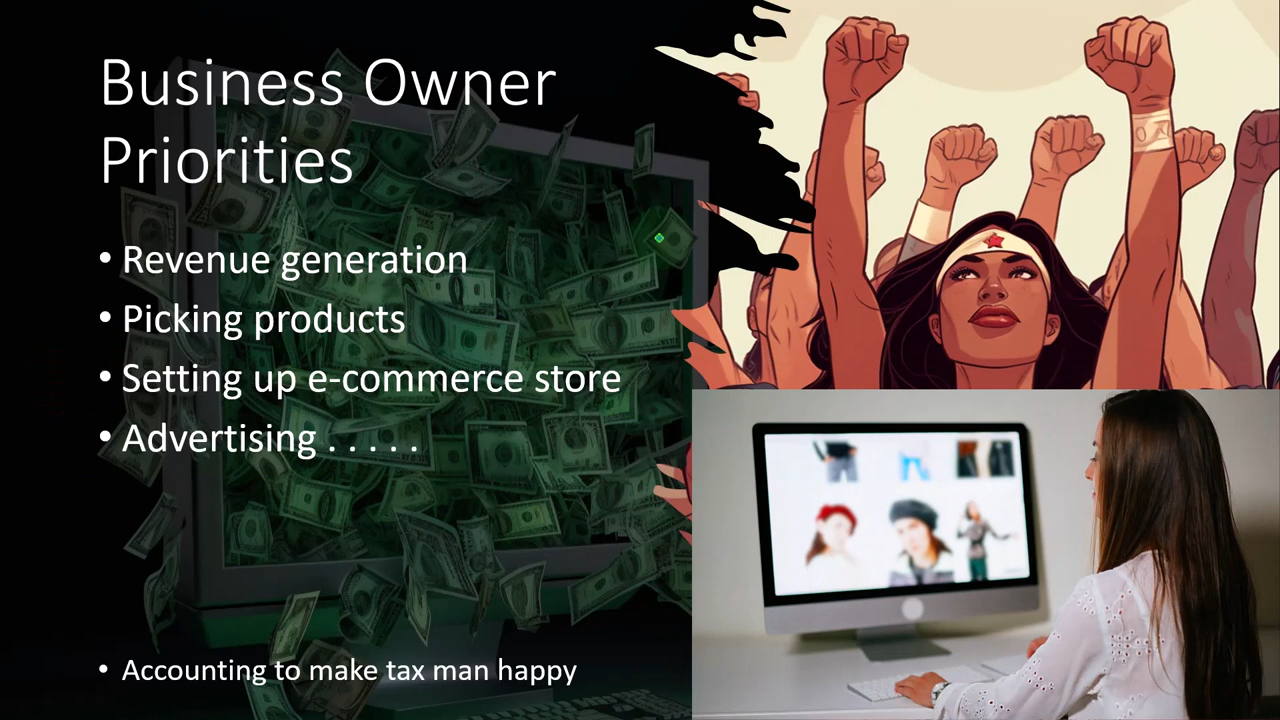 Business Owner
Priorities
• Revenue generation
• Picking products
• Setting up e-commerce store
• Advertising . . . . .
• Accounting to make tax man happy